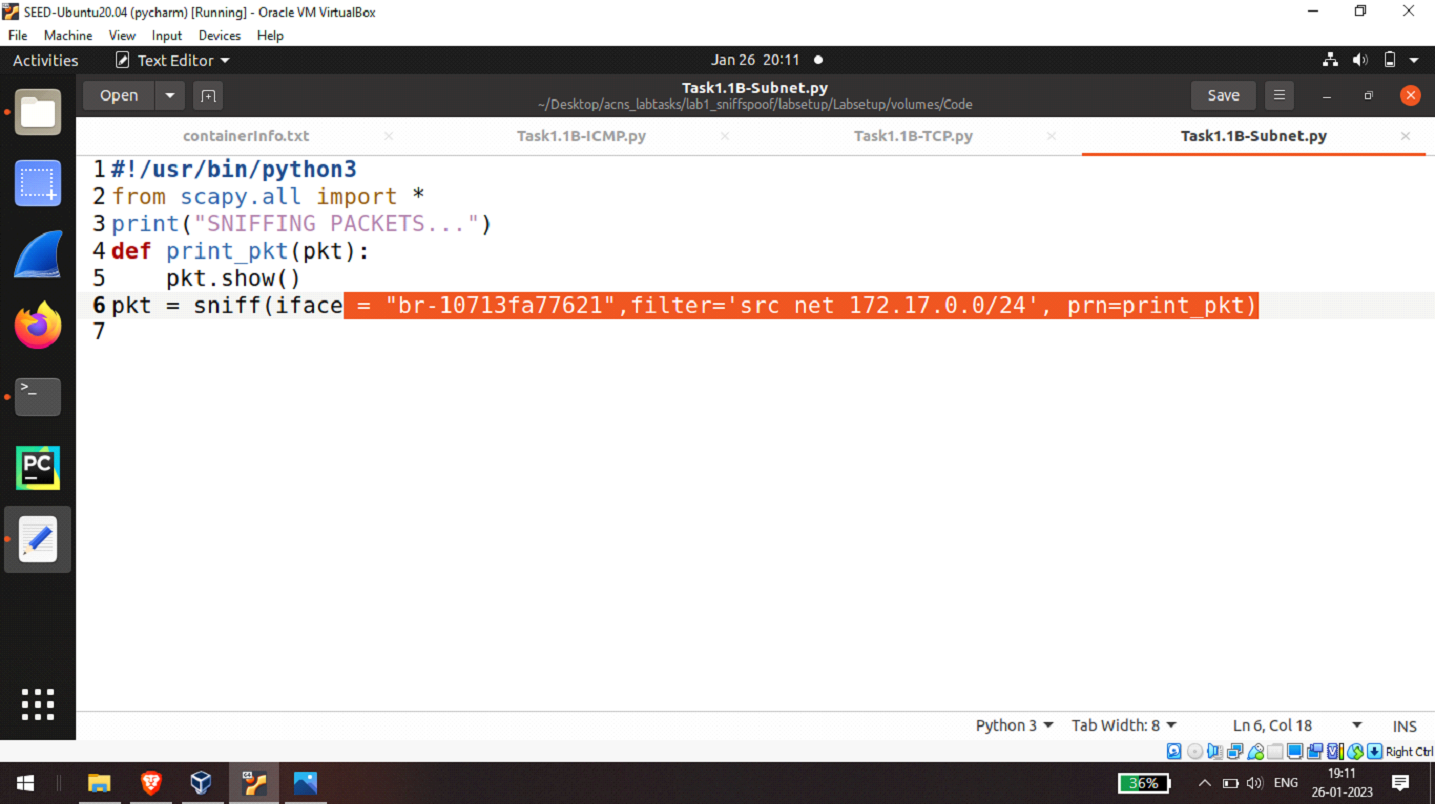 SEED-Ubuntu20.04 (pycharm) [Running] - Oracle VM VirtualBox
File Machine View Input Devices Help
Activities Text Editor Jan 26 20:11
Open Task1.1B-Subnet.py Save
~/Desktop/acns_labtasks/lab1_sniffspoof/labsetup/Labsetup/volumes/Code
containerInfo.txt Task1.1B-ICMP.py Task1.1B-TCP.py Task1.1B-Subnet.py
1 #!/usr/bin/python3
2 from scapy.all import *
3 print("SNIFFING PACKETS...")
4 def print_pkt(pkt):
5     pkt.show()
6 pkt = sniff(iface = "br-10713fa77621",filter='src net 172.17.0.0/24', prn=print_pkt)
7
PC
Python 3 Tab Width: 8 Ln 6, Col 18 INS
Right Ctrl
64 36% ENG 19:11
26-01-2023